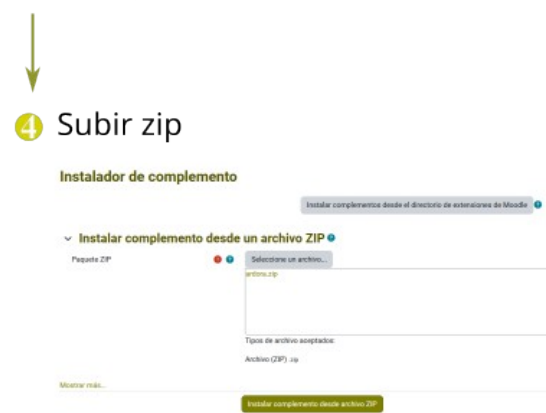 4 Subir zip
Instalador de complemento
Instalar complementos desde el directorio de extensiones de Moodle
Instalar complemento desde un archivo ZIP
Paquete ZIP
Seleccione un archivo...
Tipos de archivo aceptados:
Archivo (ZIP) .zip
Mostrar más...
Instalar complemento desde archivo ZIP